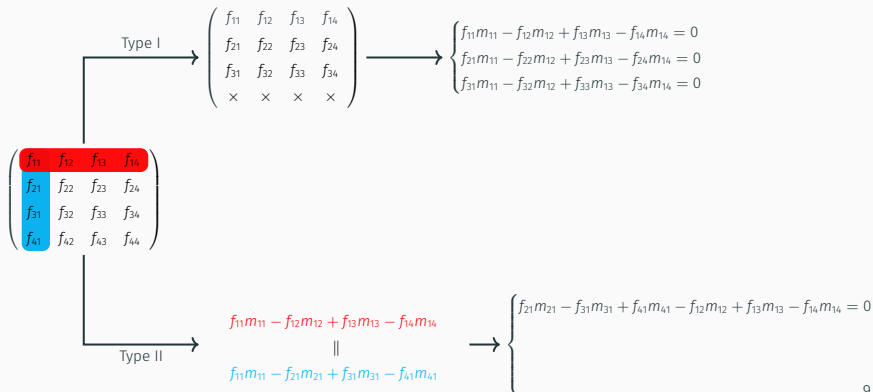 Type I
f₁₁ f₁₂ f₁₃ f₁₄
f₂₁ f₂₂ f₂₃ f₂₄
f₃₁ f₃₂ f₃₃ f₃₄
× × × ×
f₁₁m₁₁ − f₁₂m₁₂ + f₁₃m₁₃ − f₁₄m₁₄ = 0
f₂₁m₁₁ − f₂₂m₁₂ + f₂₃m₁₃ − f₂₄m₁₄ = 0
f₃₁m₁₁ − f₃₂m₁₂ + f₃₃m₁₃ − f₃₄m₁₄ = 0
f₁₁ f₁₂ f₁₃ f₁₄
f₂₁ f₂₂ f₂₃ f₂₄
f₃₁ f₃₂ f₃₃ f₃₄
f₄₁ f₄₂ f₄₃ f₄₄
Type II
f₁₁m₁₁ − f₁₂m₁₂ + f₁₃m₁₃ − f₁₄m₁₄
||
f₁₁m₁₁ − f₂₁m₂₁ + f₃₁m₃₁ − f₄₁m₄₁
f₂₁m₂₁ − f₃₁m₃₁ + f₄₁m₄₁ − f₁₂m₁₂ + f₁₃m₁₃ − f₁₄m₁₄ = 0